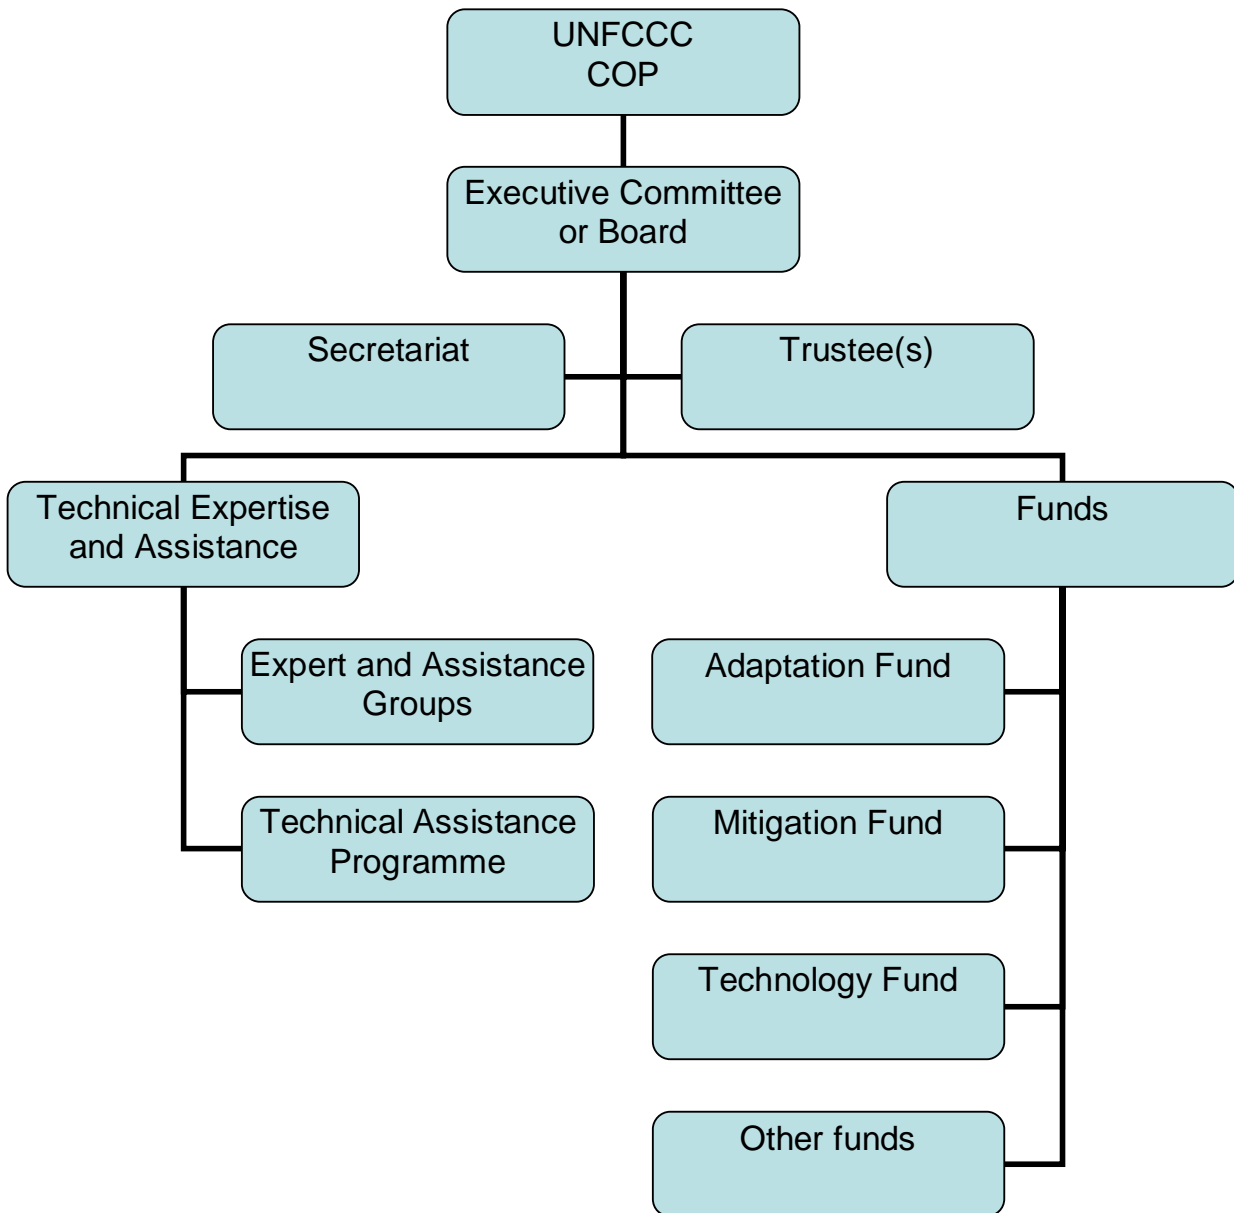 UNFCCC
COP
Executive Committee
or Board
Secretariat
Trustee(s)
Technical Expertise
and Assistance
Funds
Expert and Assistance
Groups
Adaptation Fund
Technical Assistance
Programme
Mitigation Fund
Technology Fund
Other funds